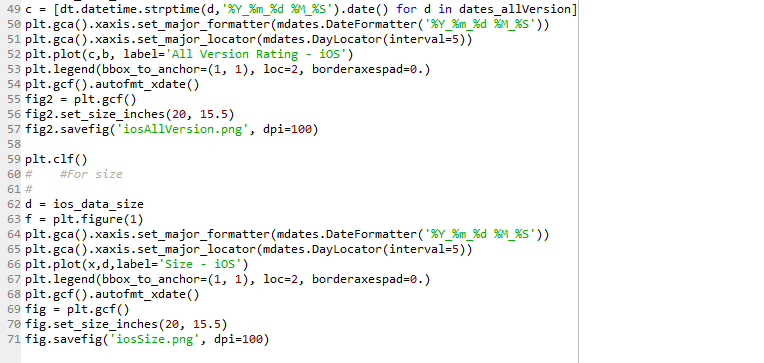 49 c = [dt.datetime.strptime(d,'%Y_%m_%d %M_%S').date() for d in dates_allVersion]
50 plt.gca().xaxis.set_major_formatter(mdates.DateFormatter('%Y_%m_%d %M_%S'))
51 plt.gca().xaxis.set_major_locator(mdates.DayLocator(interval=5))
52 plt.plot(c,b, label='All Version Rating - iOS')
53 plt.legend(bbox_to_anchor=(1, 1), loc=2, borderaxespad=0.)
54 plt.gcf().autofmt_xdate()
55 fig2 = plt.gcf()
56 fig2.set_size_inches(20, 15.5)
57 fig2.savefig('iosAllVersion.png', dpi=100)
58
59 plt.clf()
60 #    #For size
61 #
62 d = ios_data_size
63 f = plt.figure(1)
64 plt.gca().xaxis.set_major_formatter(mdates.DateFormatter('%Y_%m_%d %M_%S'))
65 plt.gca().xaxis.set_major_locator(mdates.DayLocator(interval=5))
66 plt.plot(x,d,label='Size - iOS')
67 plt.legend(bbox_to_anchor=(1, 1), loc=2, borderaxespad=0.)
68 plt.gcf().autofmt_xdate()
69 fig = plt.gcf()
70 fig.set_size_inches(20, 15.5)
71 fig.savefig('iosSize.png', dpi=100)